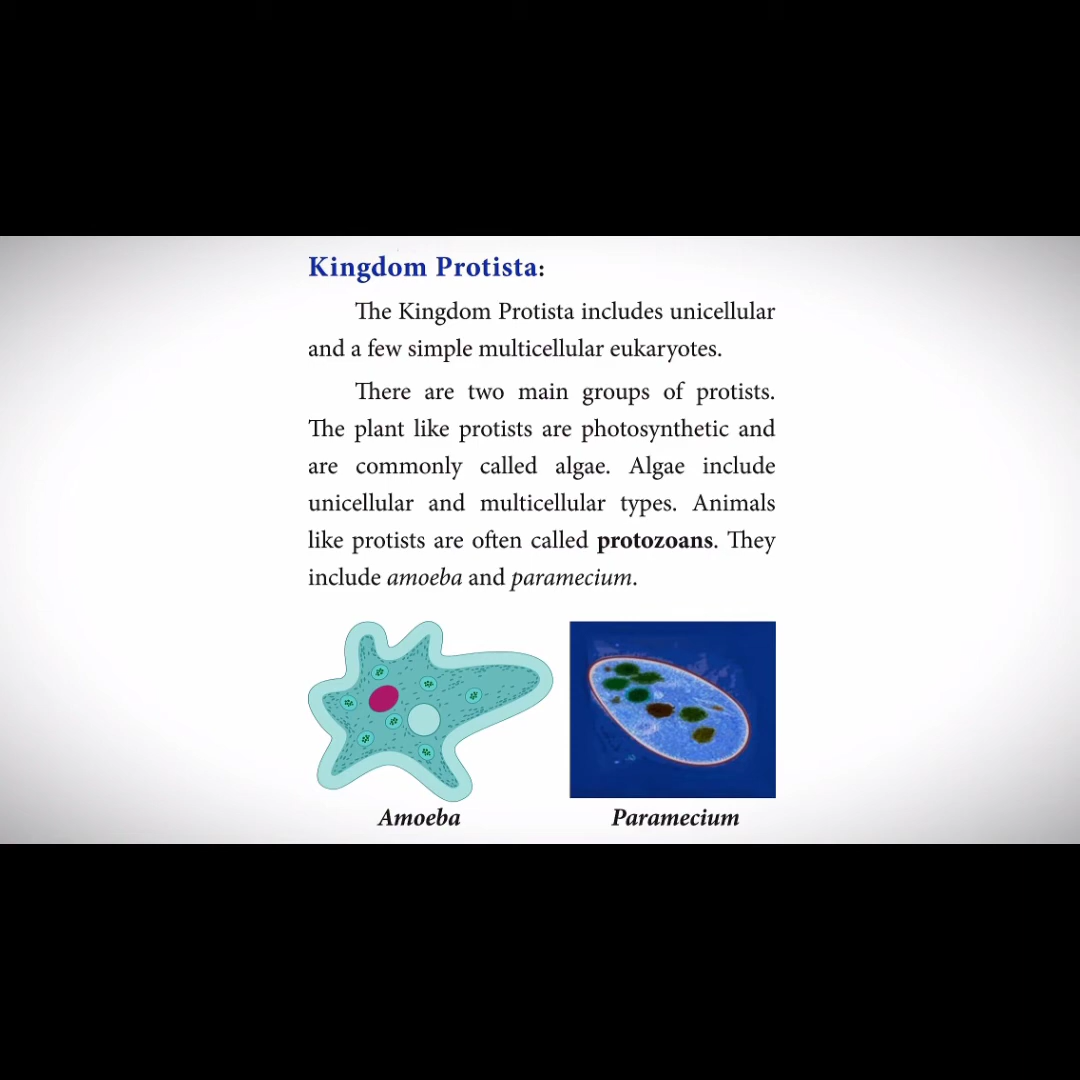 Kingdom Protista:
The Kingdom Protista includes unicellular
and a few simple multicellular eukaryotes.
There are two main groups of protists.
The plant like protists are photosynthetic and
are commonly called algae. Algae include
unicellular and multicellular types. Animals
like protists are often called protozoans. They
include amoeba and paramecium.
Amoeba
Paramecium